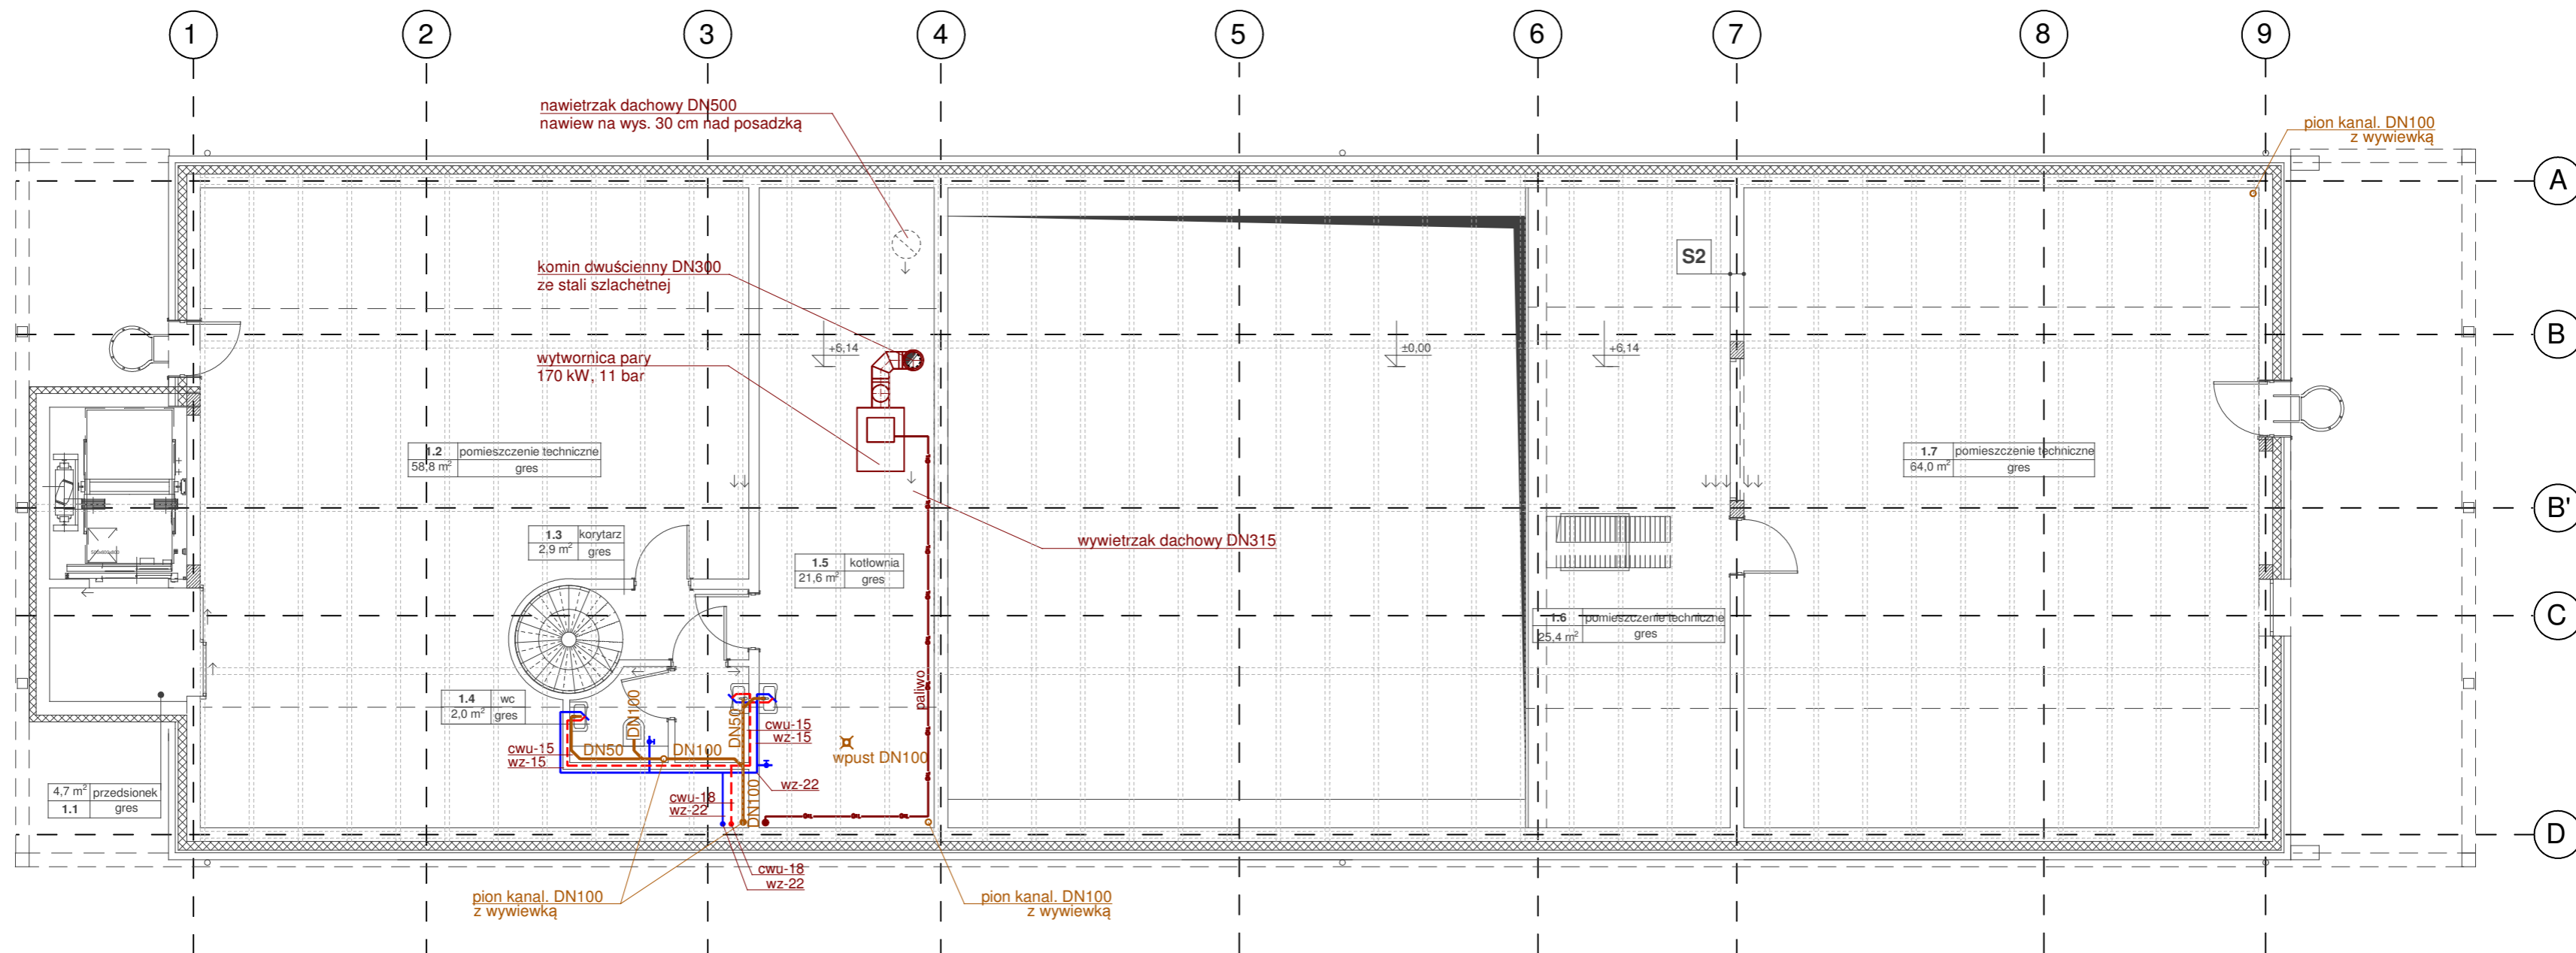 1
2
3
4
5
6
7
8
9
nawietrzak dachowy DN500
nawiew na wys. 30 cm nad posadzką
pion kanal. DN100
z wywiewką
A
komin dwuścienny DN300
ze stali szlachetnej
S2
B
+6,14
±0,00
+6,14
wytwornica pary
170 kW, 11 bar
1.2 pomieszczenie techniczne
58,8 m² gres
1.7 pomieszczenie techniczne
64,0 m² gres
B'
1.3 korytarz
2,9 m² gres
wywietrzak dachowy DN315
1.5 kotłownia
21,6 m² gres
C
1.6 pomieszczenie techniczne
25,4 m² gres
1.4 wc
2,0 m² gres
paliwo
DN100
DN50
cwu-15
wz-15
cwu-15
wz-15
DN50
DN100
wpust DN100
wz-22
4,7 m² przedsionek
1.1 gres
cwu-18
wz-22
DN100
D
cwu-18
wz-22
pion kanal. DN100
z wywiewką
pion kanal. DN100
z wywiewką